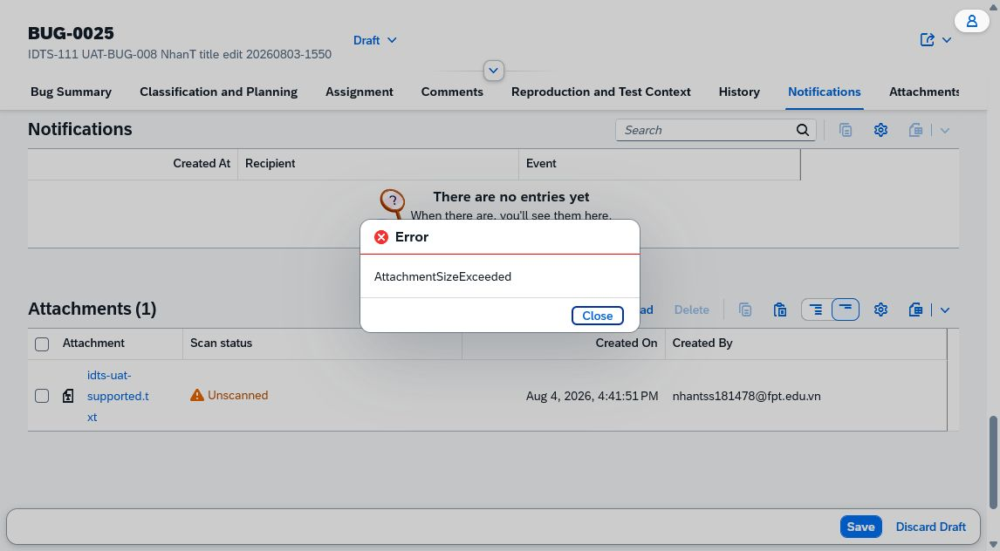 BUG-0025
Draft
IDTS-111 UAT-BUG-008 NhanT title edit 20260803-1550
Bug Summary Classification and Planning Assignment Comments Reproduction and Test Context History Notifications Attachments
Notifications
Search
Created At Recipient Event
There are no entries yet
When there are, you'll see them here.
Error
AttachmentSizeExceeded
Close
Attachments (1)
Delete
Attachment Scan status Created On Created By
idts-uat-
supported.t
xt
Unscanned
Aug 4, 2026, 4:41:51 PM
nhantss181478@fpt.edu.vn
Save Discard Draft